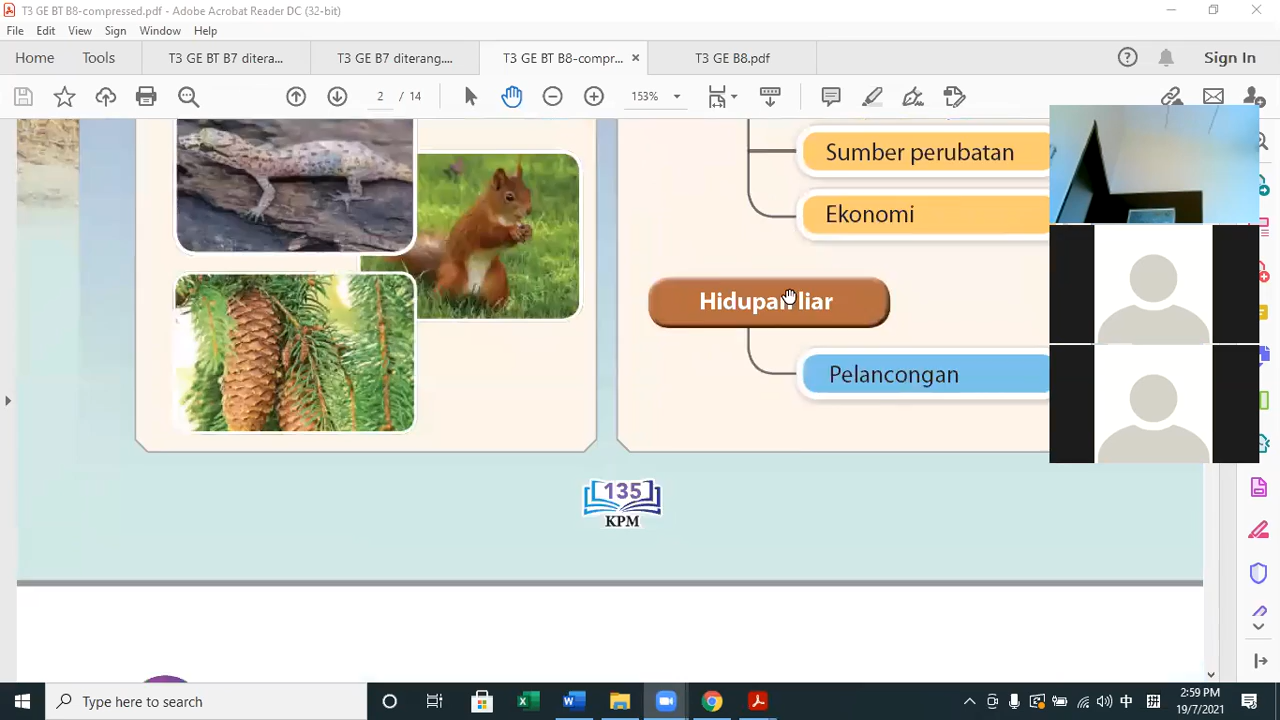 T3 GE BT B8-compressed.pdf - Adobe Acrobat Reader DC (32-bit)
File Edit View Sign Window Help
Home Tools T3 GE BT B7 ditera... T3 GE B7 diterang.... T3 GE BT B8-compr... T3 GE B8.pdf Sign In
2 / 14 153%
Sumber perubatan
Ekonomi
Hidupan liar
Pelancongan
135
KPM
Type here to search
中 拼
2:59 PM
19/7/2021